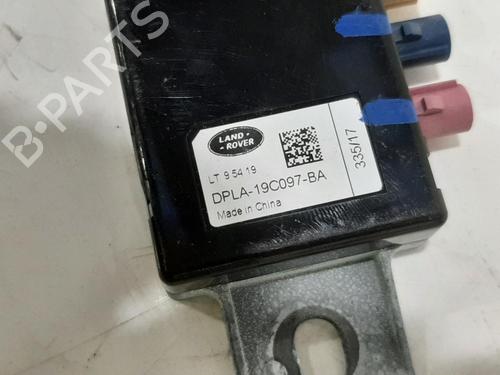 B-PARTS
LAND-
ROVER
LT 9 54 19
DPLA-19C097-BA
Made in China
335/17